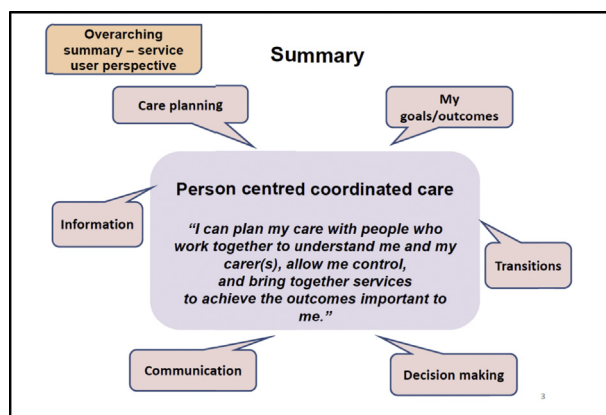 Overarching
summary – service
user perspective
Summary
Care planning
My
goals/outcomes
Person centred coordinated care
Information
“I can plan my care with people who
work together to understand me and my
carer(s), allow me control,
and bring together services
to achieve the outcomes important to
me.”
Transitions
Communication
Decision making
3